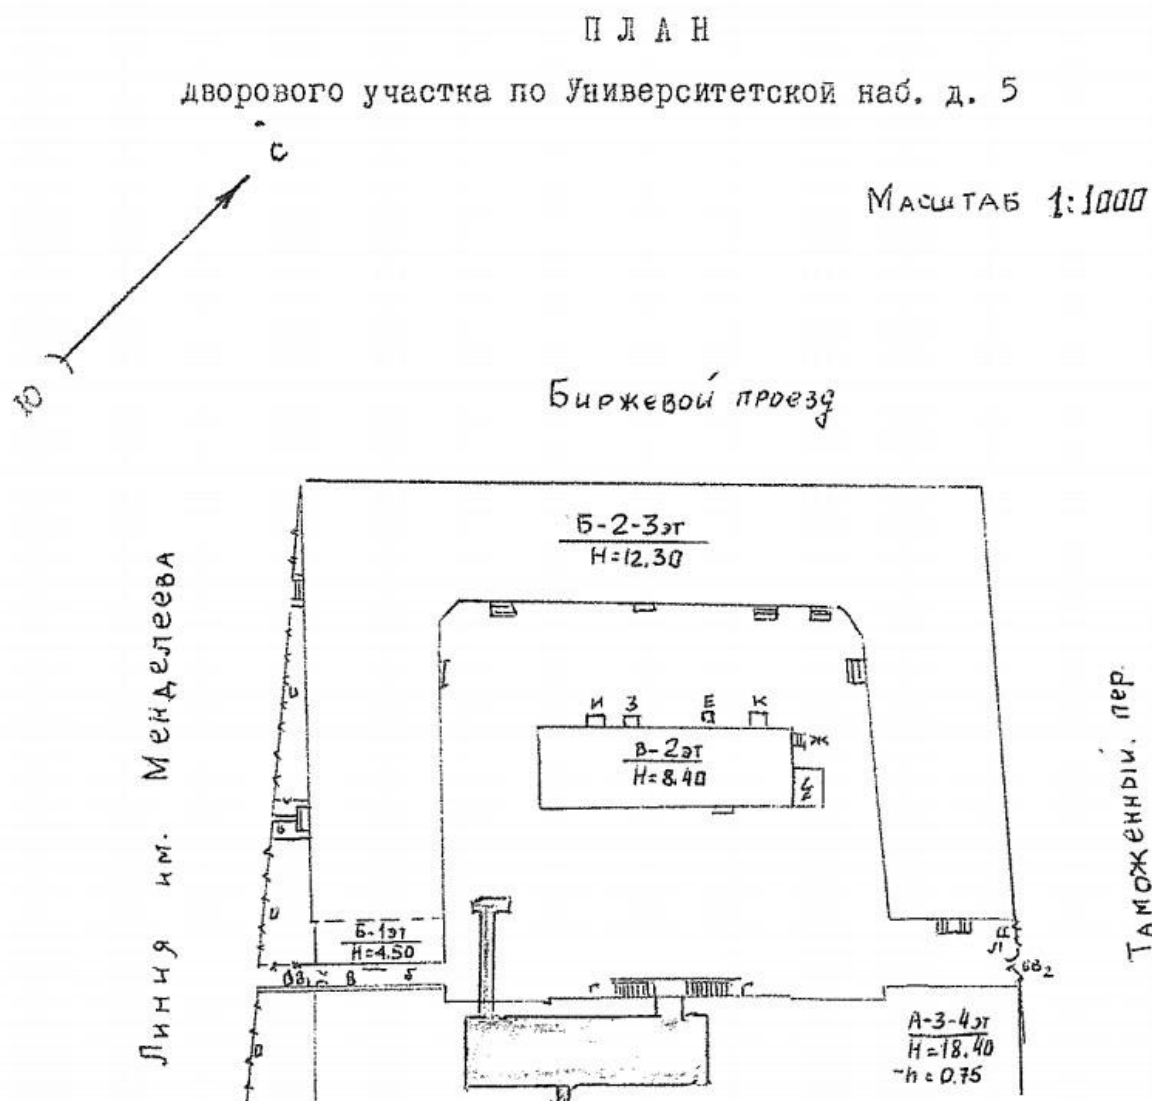 ПЛАН
дворового участка по Университетской наб. д. 5
С
МАСШТАБ 1:1000
Ю
Биржевой проезд
Б-2-3эт
Н=12.30
Линия им. Менделеева
И З Е К
В-2эт
Н=8.40
Ж
Таможенный. пер.
Б-1эт
Н=4.50
В
Г Г
А-3-4эт
Н=18.40
h=0.75